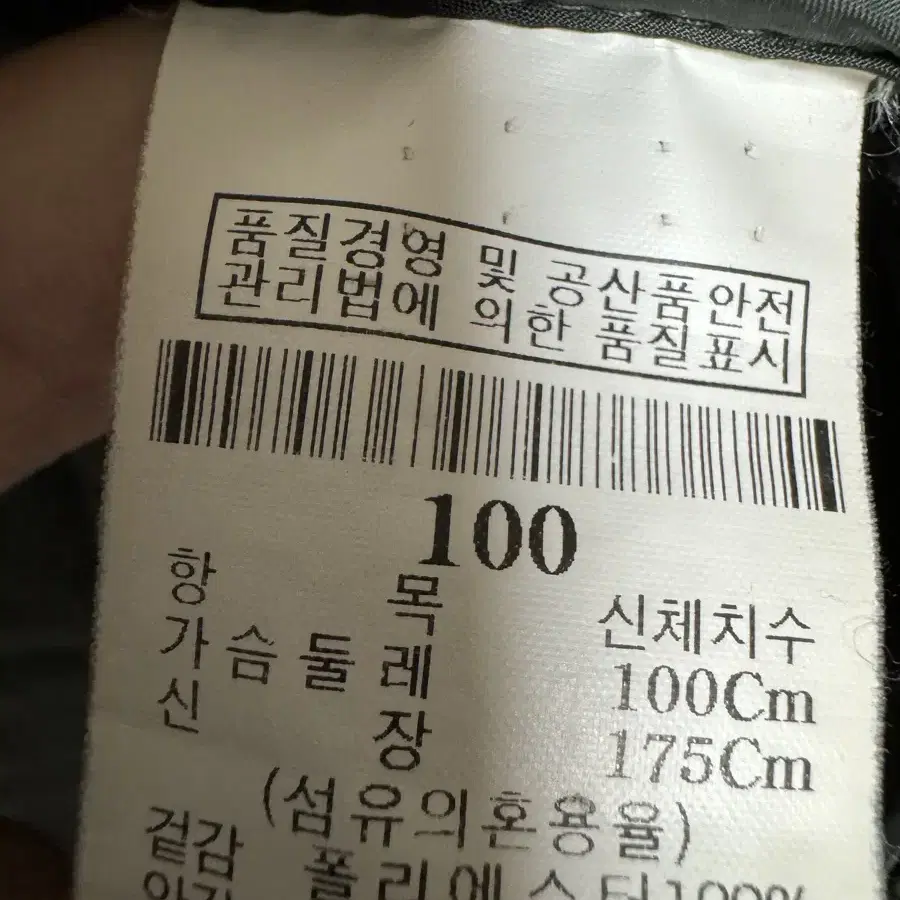 품질경영 및 공산품안전
관리법에 의한 품질표시
100
항 목 신체치수
가슴둘레 100Cm
신 장 175Cm
(섬유의혼용율)
겉감 폴리에스터100%